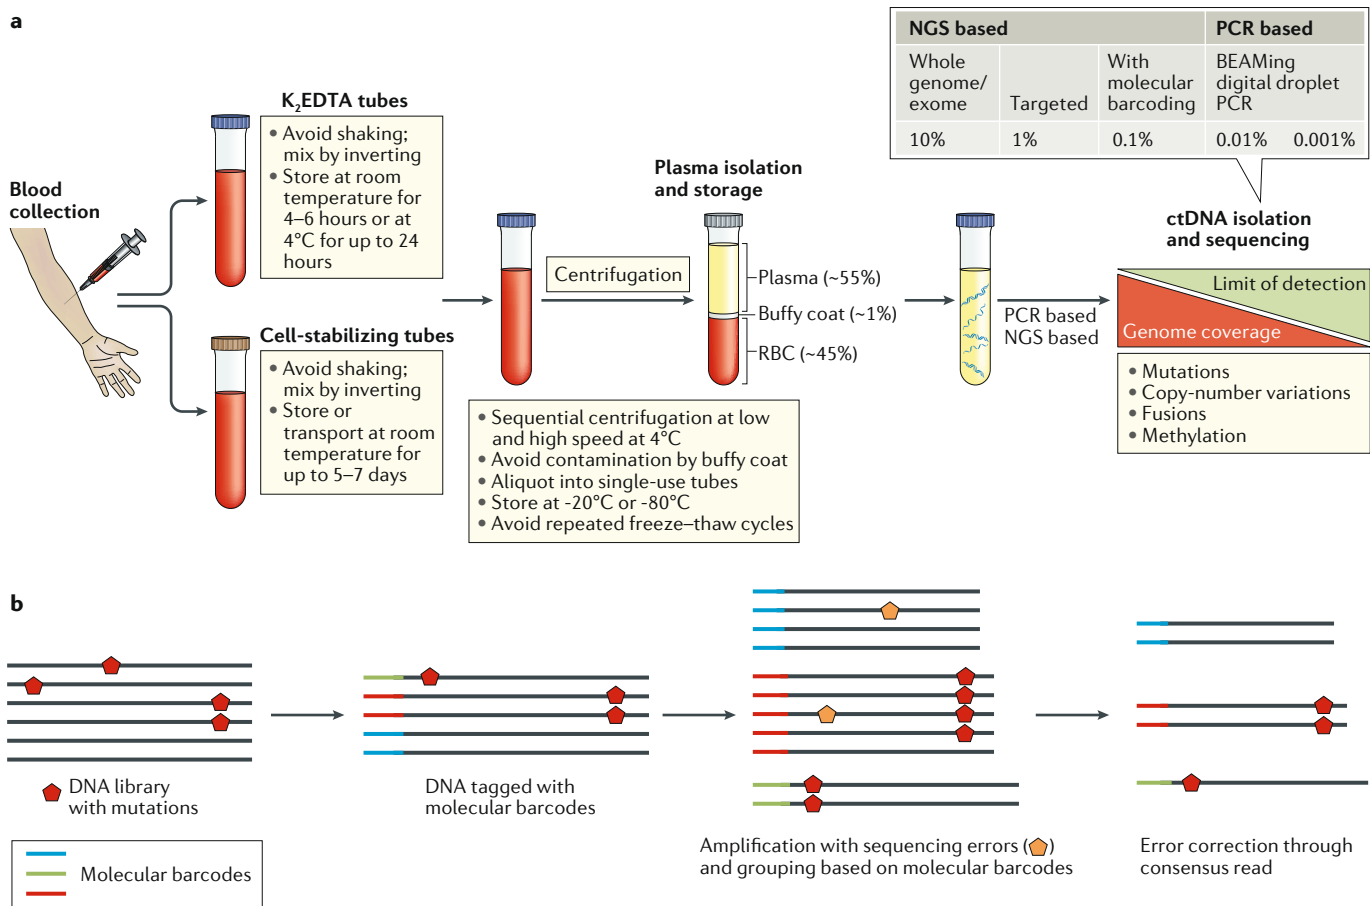 a
NGS based
PCR based
Whole
genome/
exome
Targeted
With
molecular
barcoding
BEAMing
digital droplet
PCR
10%
1%
0.1%
0.01%
0.001%
Blood
collection
K₂EDTA tubes
• Avoid shaking;
mix by inverting
• Store at room
temperature for
4–6 hours or at
4°C for up to 24
hours
Cell-stabilizing tubes
• Avoid shaking;
mix by inverting
• Store or
transport at room
temperature for
up to 5–7 days
Centrifugation
Plasma isolation
and storage
Plasma (~55%)
Buffy coat (~1%)
RBC (~45%)
• Sequential centrifugation at low
and high speed at 4°C
• Avoid contamination by buffy coat
• Aliquot into single-use tubes
• Store at -20°C or -80°C
• Avoid repeated freeze–thaw cycles
PCR based
NGS based
ctDNA isolation
and sequencing
Limit of detection
Genome coverage
• Mutations
• Copy-number variations
• Fusions
• Methylation
b
DNA library
with mutations
DNA tagged with
molecular barcodes
Amplification with sequencing errors ( )
and grouping based on molecular barcodes
Error correction through
consensus read
Molecular barcodes